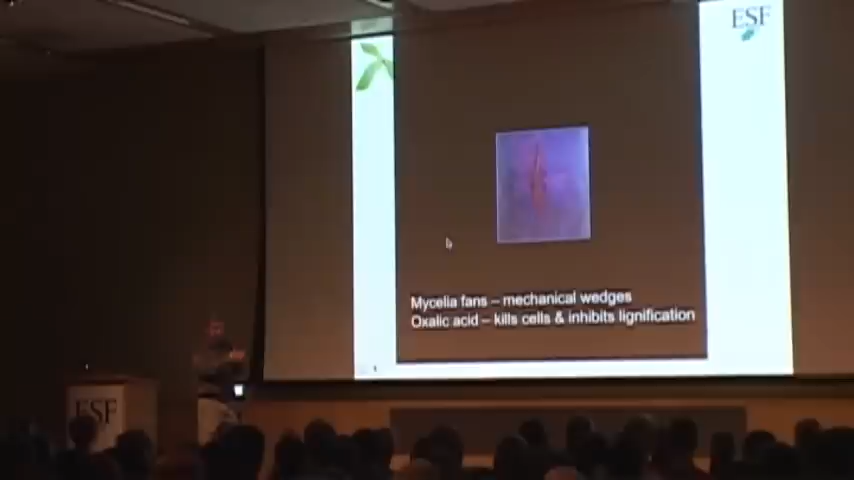 ESF
Mycelia fans – mechanical wedges
Oxalic acid – kills cells & inhibits lignification
ESF